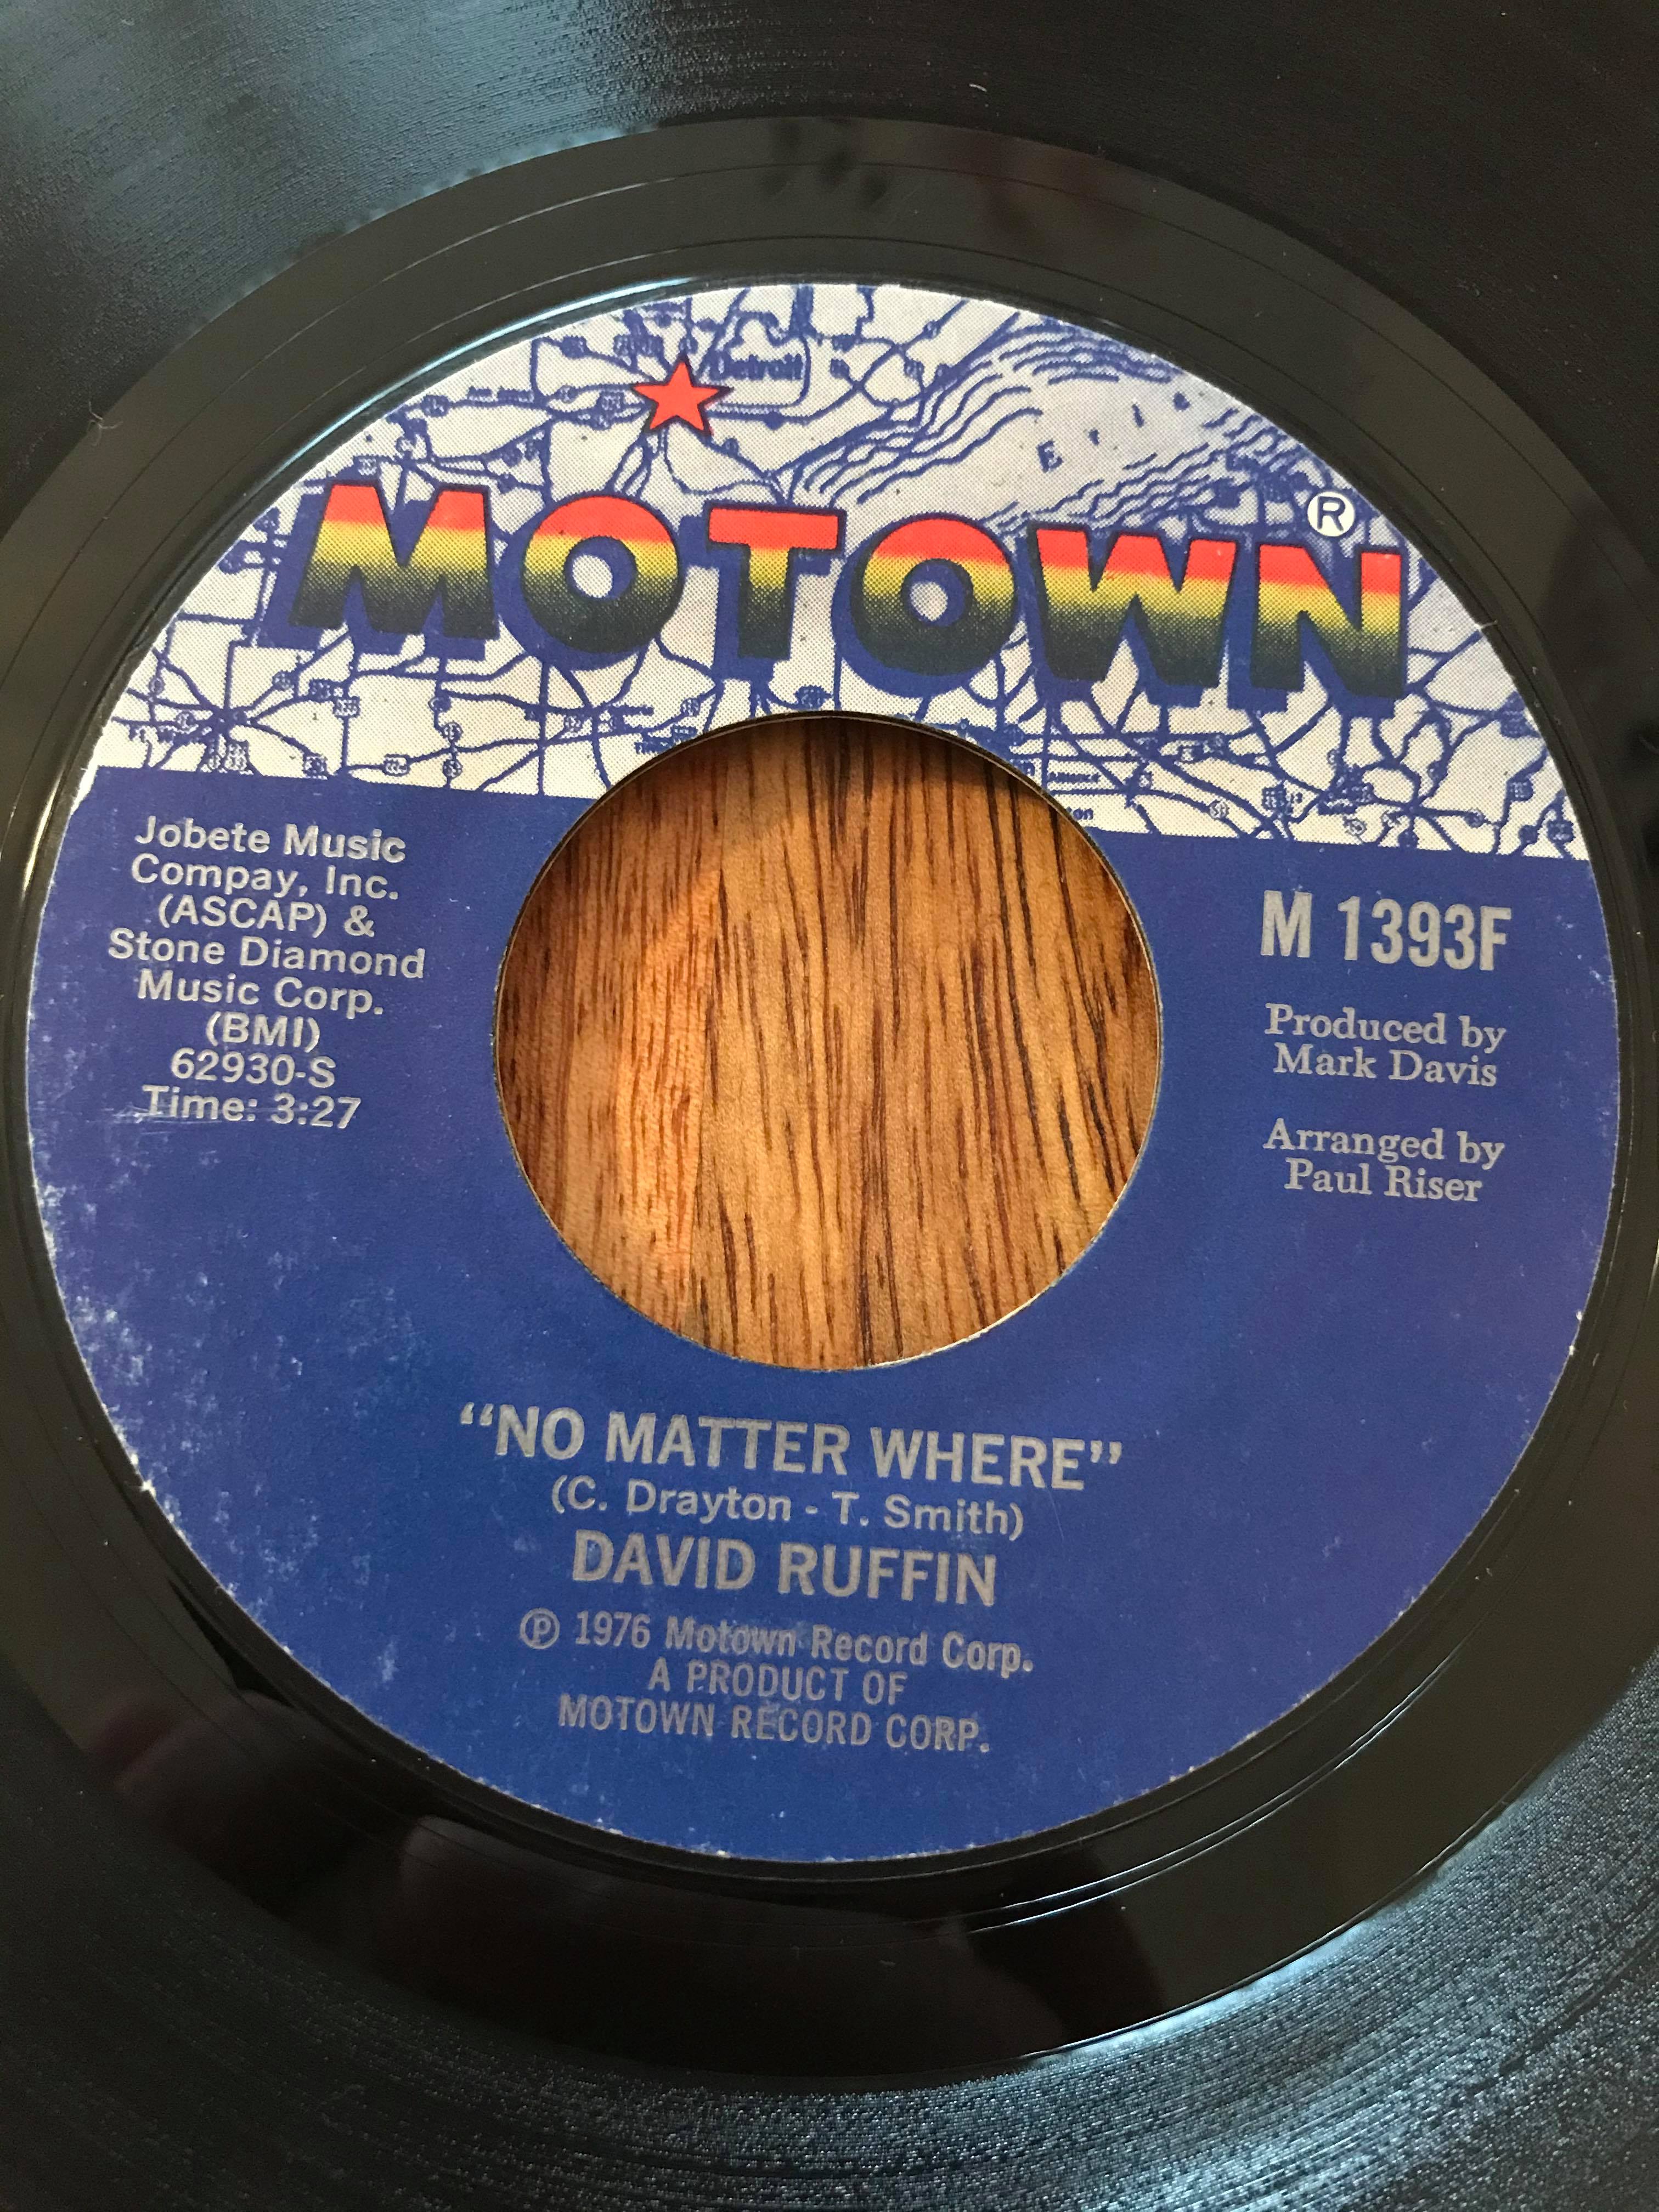 Detroit
Erie
MOTOWN®
Jobete Music
Compay, Inc.
(ASCAP) &
Stone Diamond
Music Corp.
(BMI)
62930-S
Time: 3:27
M 1393F
Produced by
Mark Davis
Arranged by
Paul Riser
“NO MATTER WHERE”
(C. Drayton - T. Smith)
DAVID RUFFIN
℗ 1976 Motown Record Corp.
A PRODUCT OF
MOTOWN RECORD CORP.